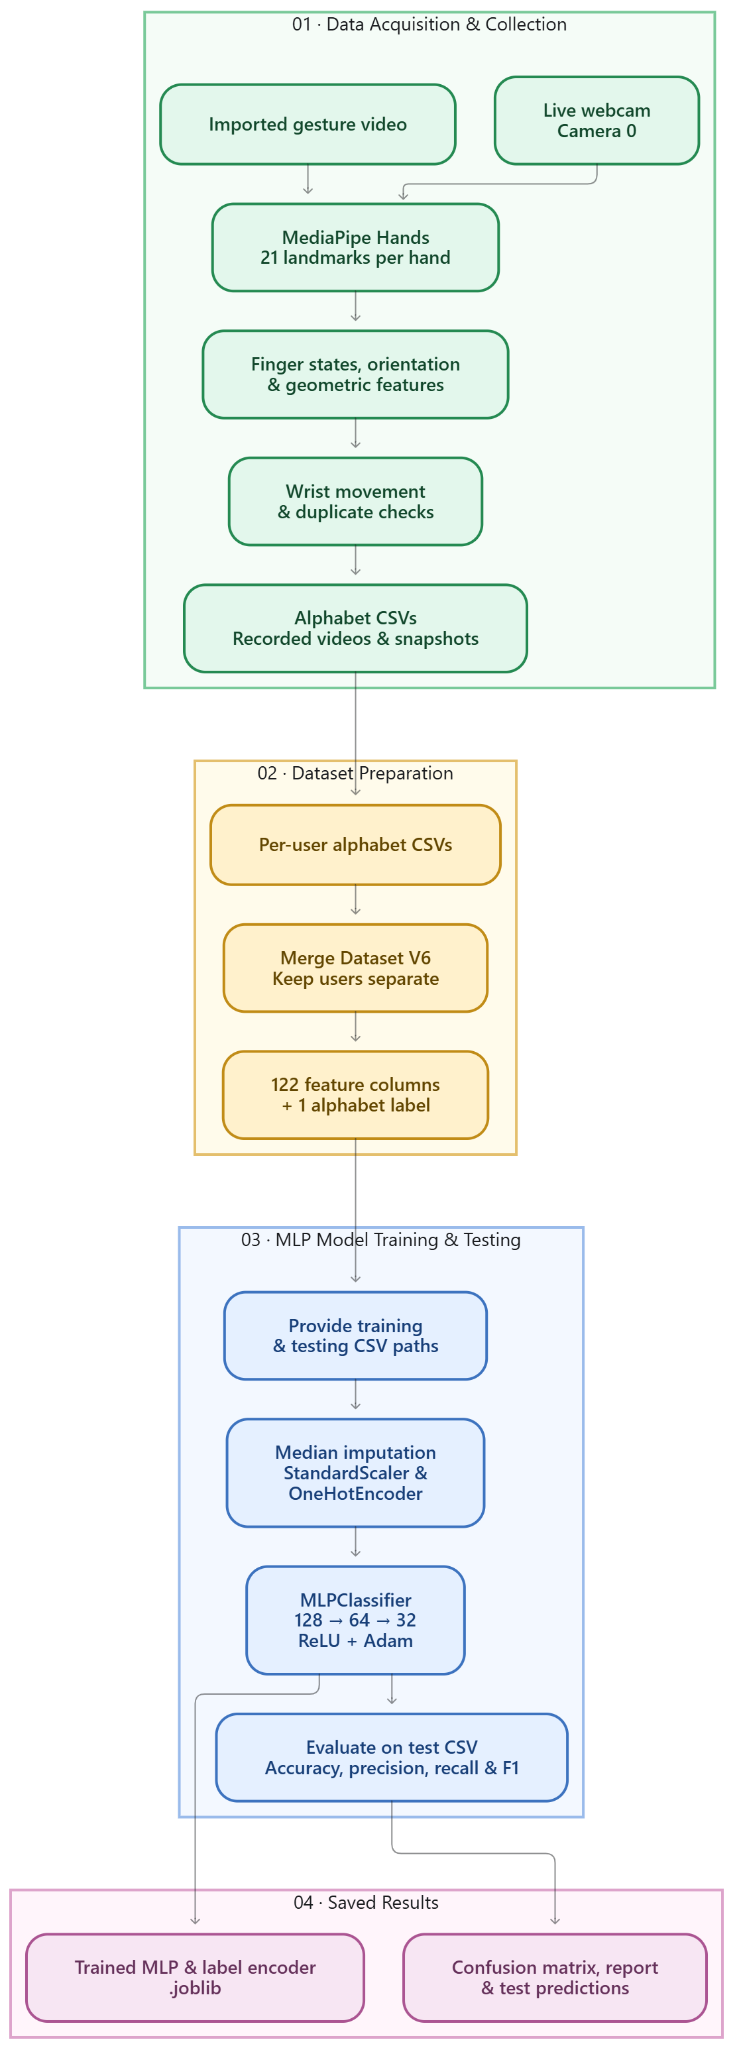 01 · Data Acquisition & Collection
Imported gesture video
Live webcam
Camera 0
MediaPipe Hands
21 landmarks per hand
Finger states, orientation
& geometric features
Wrist movement
& duplicate checks
Alphabet CSVs
Recorded videos & snapshots
02 · Dataset Preparation
Per-user alphabet CSVs
Merge Dataset V6
Keep users separate
122 feature columns
+ 1 alphabet label
03 · MLP Model Training & Testing
Provide training
& testing CSV paths
Median imputation
StandardScaler &
OneHotEncoder
MLPClassifier
128 → 64 → 32
ReLU + Adam
Evaluate on test CSV
Accuracy, precision, recall & F1
04 · Saved Results
Trained MLP & label encoder
.joblib
Confusion matrix, report
& test predictions